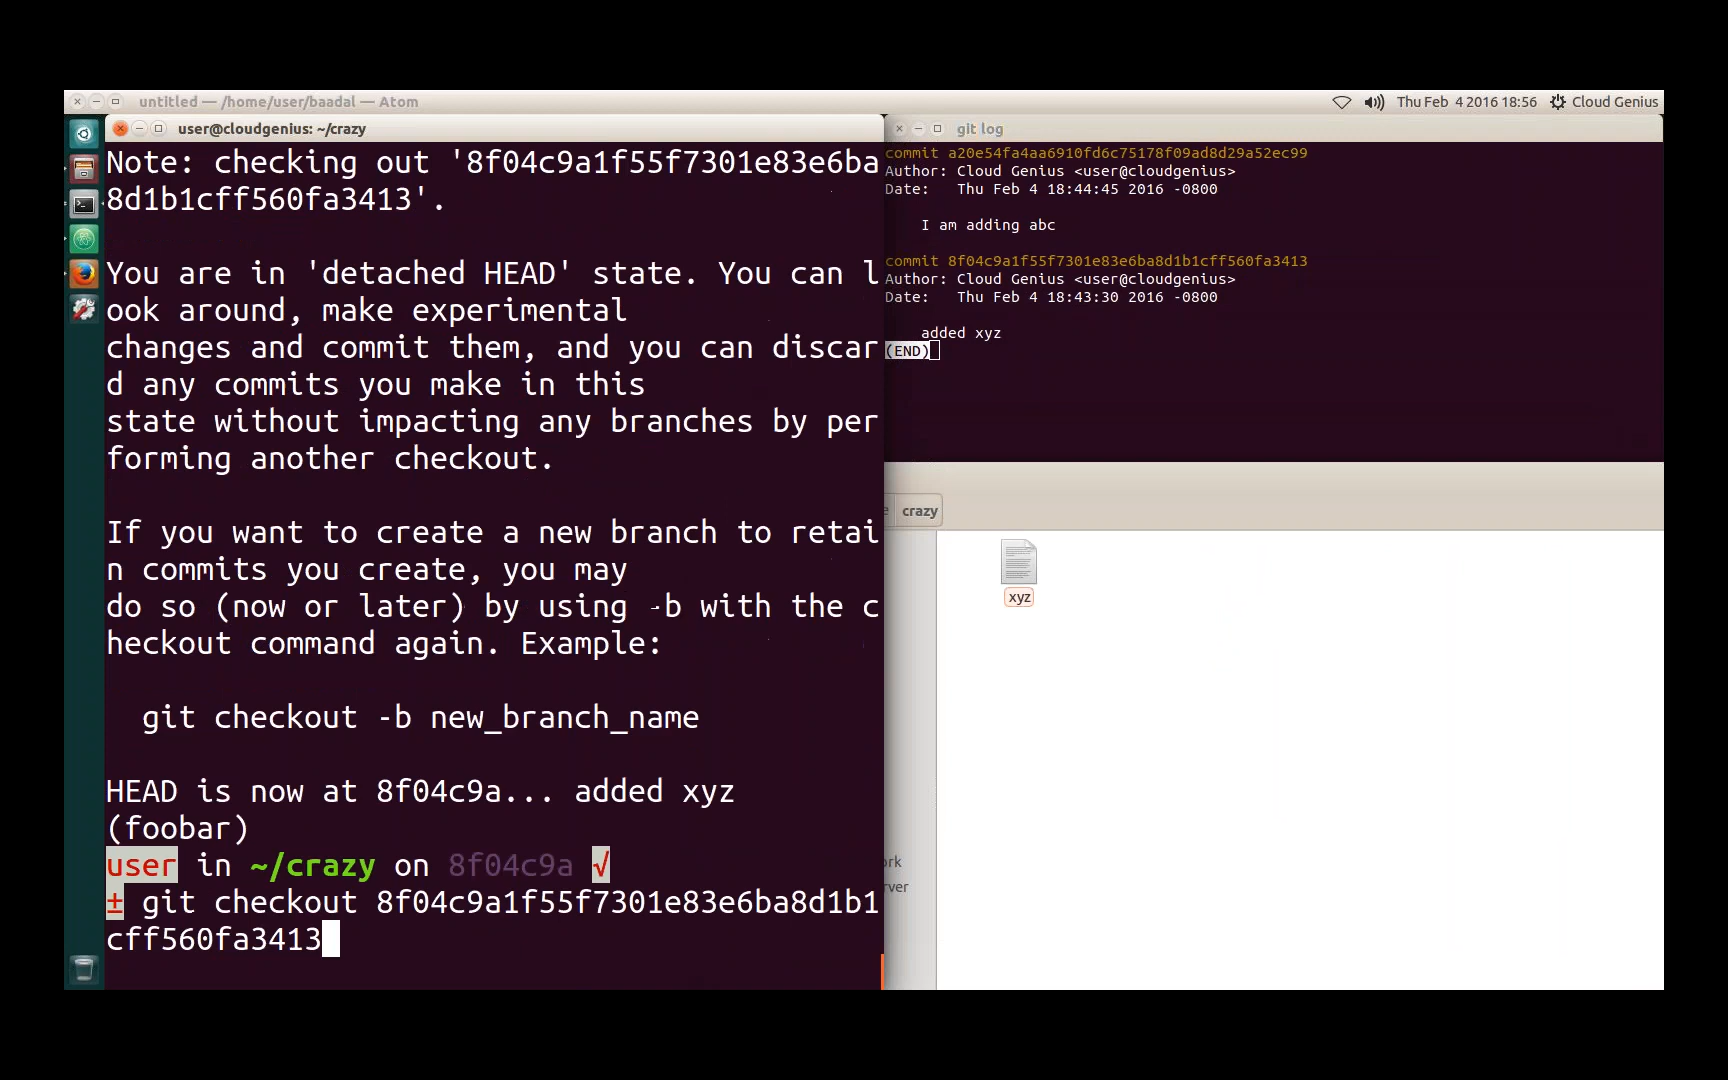 untitled — /home/user/baadal — Atom
Thu Feb 4 2016 18:56
Cloud Genius
user@cloudgenius: ~/crazy
Note: checking out '8f04c9a1f55f7301e83e6ba
8d1b1cff560fa3413'.
You are in 'detached HEAD' state. You can l
ook around, make experimental
changes and commit them, and you can discar
d any commits you make in this
state without impacting any branches by per
forming another checkout.
If you want to create a new branch to retai
n commits you create, you may
do so (now or later) by using -b with the c
heckout command again. Example:
git checkout -b new_branch_name
HEAD is now at 8f04c9a... added xyz
(foobar)
user in ~/crazy on 8f04c9a √
± git checkout 8f04c9a1f55f7301e83e6ba8d1b1
cff560fa3413
git log
commit a20e54fa4aa6910fd6c75178f09ad8d29a52ec99
Author: Cloud Genius <user@cloudgenius>
Date:   Thu Feb 4 18:44:45 2016 -0800
I am adding abc
commit 8f04c9a1f55f7301e83e6ba8d1b1cff560fa3413
Author: Cloud Genius <user@cloudgenius>
Date:   Thu Feb 4 18:43:30 2016 -0800
added xyz
(END)
e
crazy
xyz
ork
rver